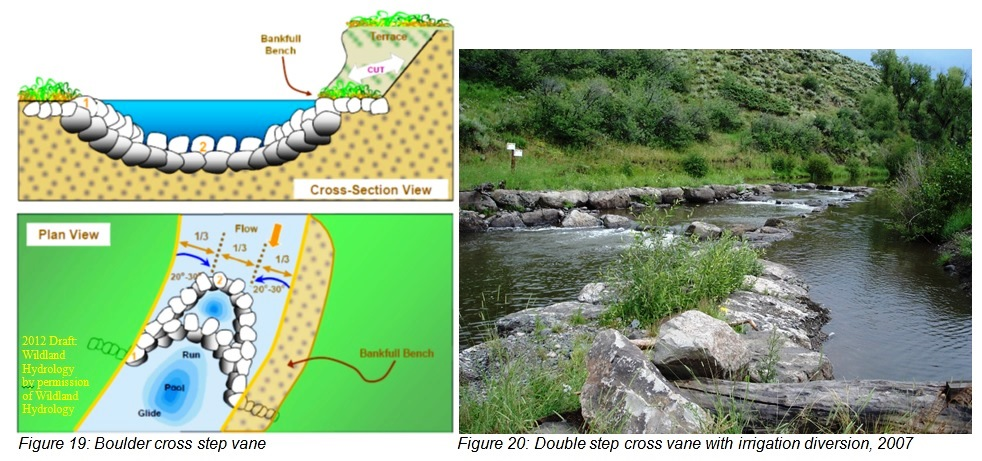 Terrace
Bankfull
Bench
CUT
1
2
Cross-Section View
Plan View
Flow
1/3
1/3
1/3
20°-30°
20°-30°
2
1
2012 Draft:
Wildland
Hydrology
by permission
of Wildland
Hydrology
Run
Pool
Glide
Bankfull Bench
Figure 19: Boulder cross step vane
Figure 20: Double step cross vane with irrigation diversion, 2007